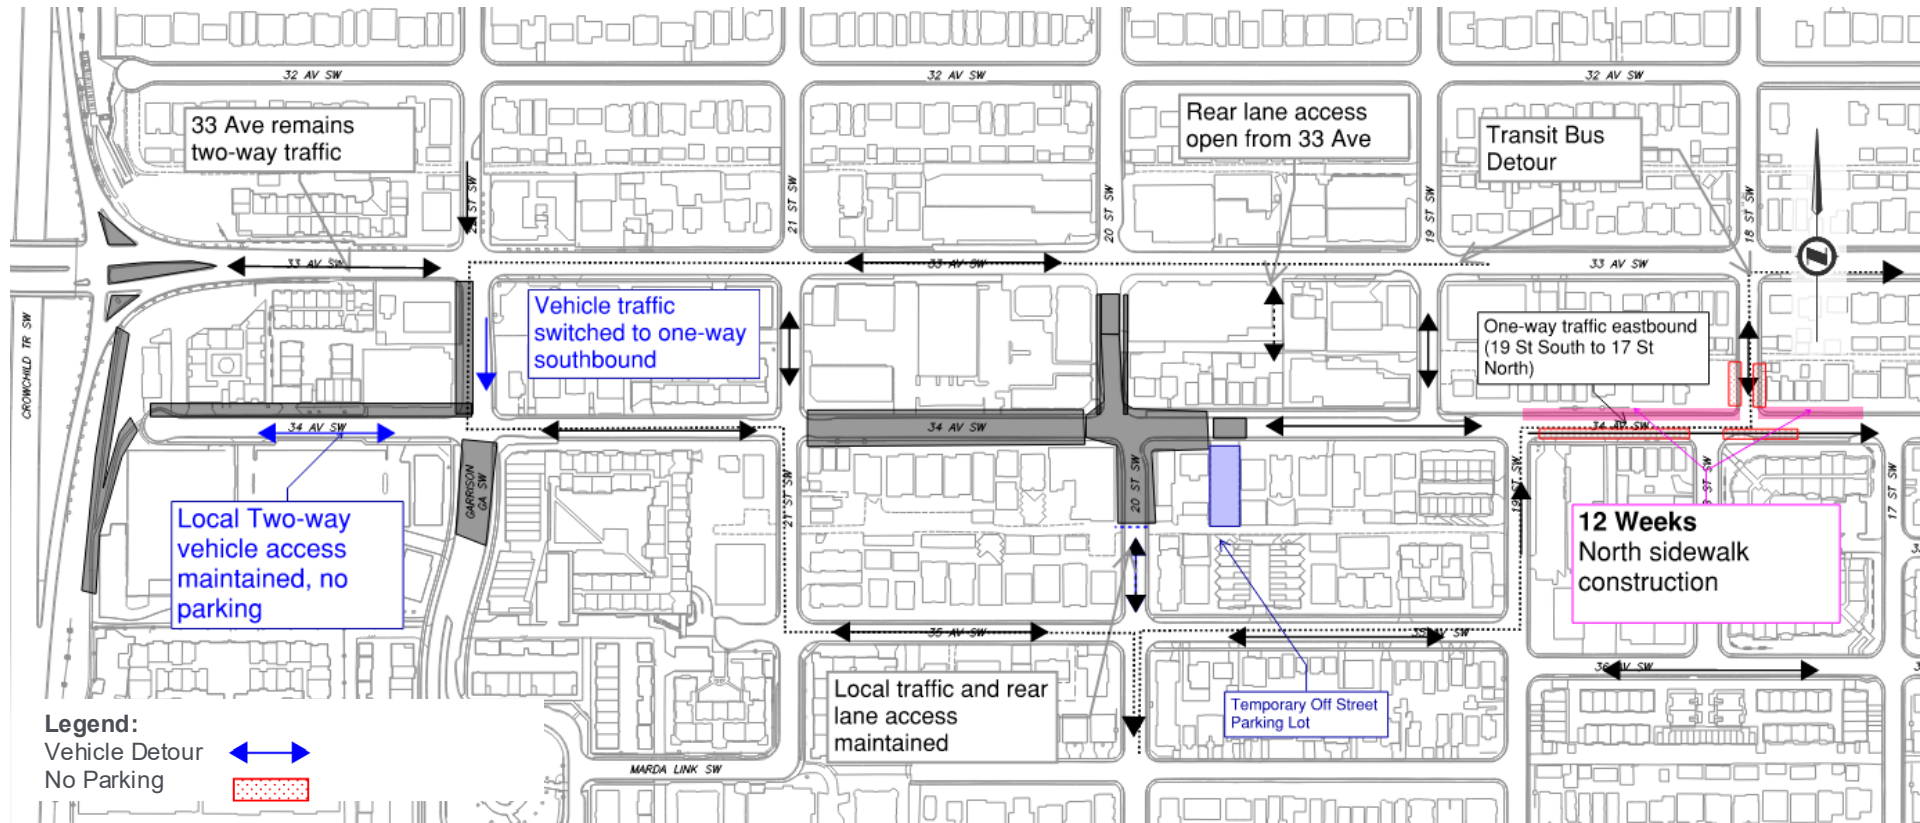 32 AV SW
32 AV SW
32 AV SW
33 Ave remains
two-way traffic
Rear lane access
open from 33 Ave
Transit Bus
Detour
ST SW
21 ST SW
20 ST SW
19 ST SW
18 ST SW
33 AV SW
33 AV SW
33 AV SW
Vehicle traffic
switched to one-way
southbound
One-way traffic eastbound
(19 St South to 17 St
North)
CROWCHILD TR SW
34 AV SW
34 AV SW
34 AV SW
GARRISON
GA SW
21 ST SW
20 ST SW
19 ST SW
ST SW
17 ST SW
Local Two-way
vehicle access
maintained, no
parking
12 Weeks
North sidewalk
construction
35 AV SW
35 AV SW
36 AV SW
Local traffic and rear
lane access
maintained
Temporary Off Street
Parking Lot
Legend:
Vehicle Detour
No Parking
MARDA LINK SW